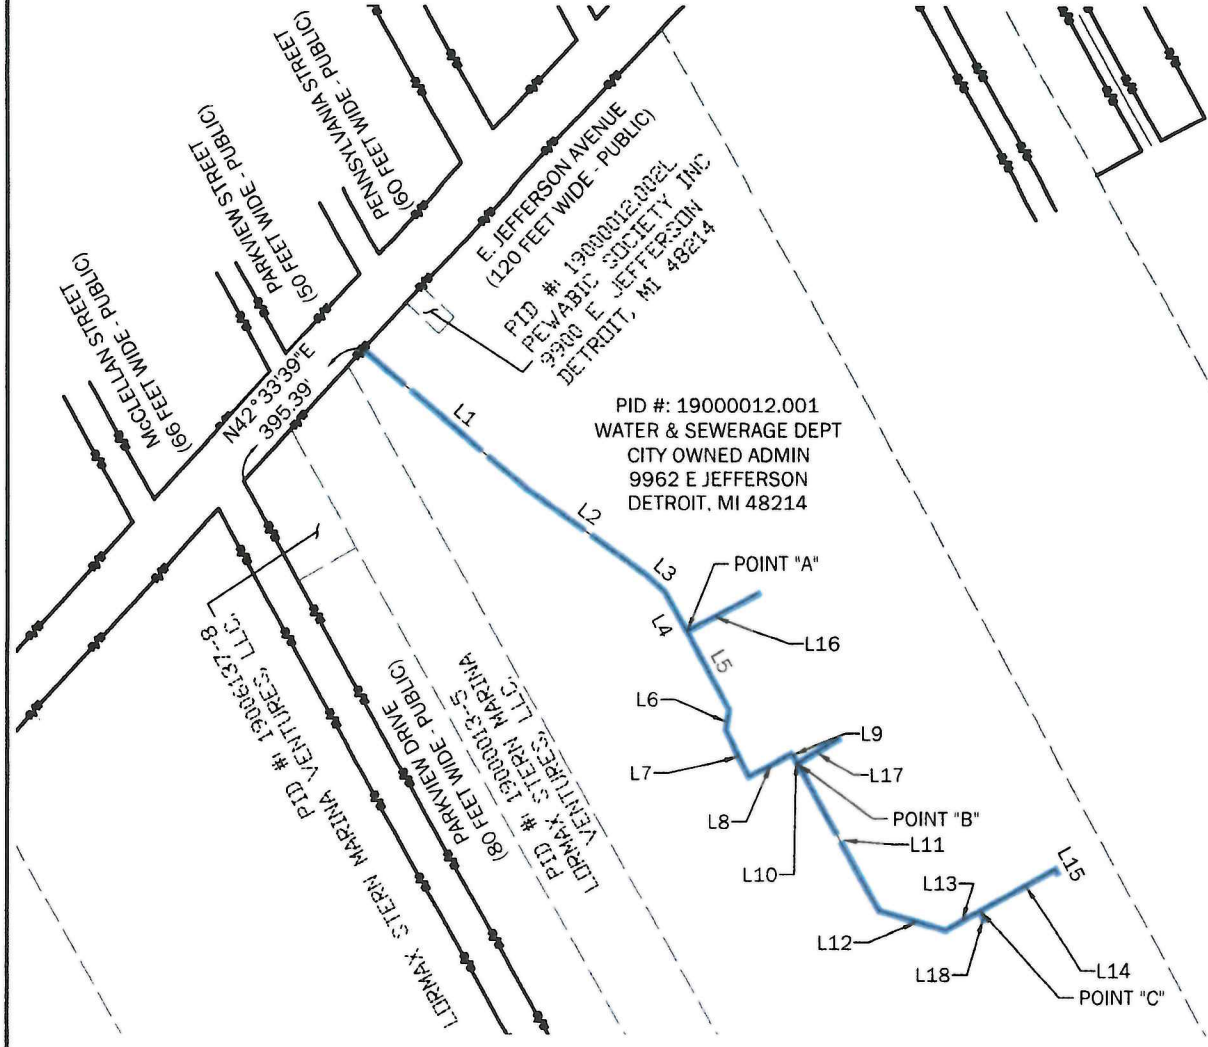 PENNSYLVANIA STREET
(60 FEET WIDE - PUBLIC)
PARKVIEW STREET
(50 FEET WIDE - PUBLIC)
McCLELLAN STREET
(66 FEET WIDE - PUBLIC)
E. JEFFERSON AVENUE
(120 FEET WIDE - PUBLIC)
PID #: 19000012.002L
PEWABIC SOCIETY INC
9900 E JEFFERSON
DETROIT, MI 48214
N42°33'39"E
395.39'
L1
PID #: 19000012.001
WATER & SEWERAGE DEPT
CITY OWNED ADMIN
9962 E JEFFERSON
DETROIT, MI 48214
L2
L3
POINT "A"
L4
L16
L5
L6
L9
L7
L17
L8
POINT "B"
L11
L10
L13
L15
L12
L18
L14
POINT "C"
PID #: 19006137-8
LORMAX STERN MARINA VENTURES, LLC.
PARKVIEW DRIVE
(80 FEET WIDE - PUBLIC)
PID #: 19000013-5
LORMAX STERN MARINA
VENTURES, LLC.